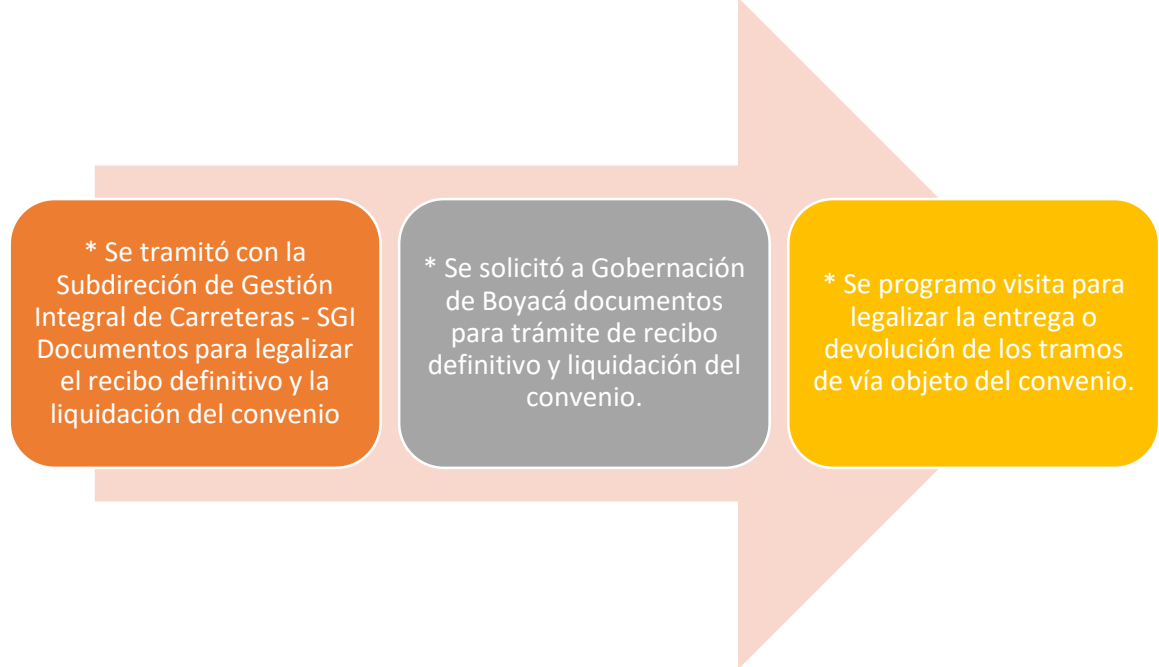 * Se tramitó con la
Subdireción de Gestión
Integral de Carreteras - SGI
Documentos para legalizar
el recibo definitivo y la
liquidación del convenio
* Se solicitó a Gobernación
de Boyacá documentos
para trámite de recibo
definitivo y liquidación del
convenio.
* Se programo visita para
legalizar la entrega o
devolución de los tramos
de vía objeto del convenio.